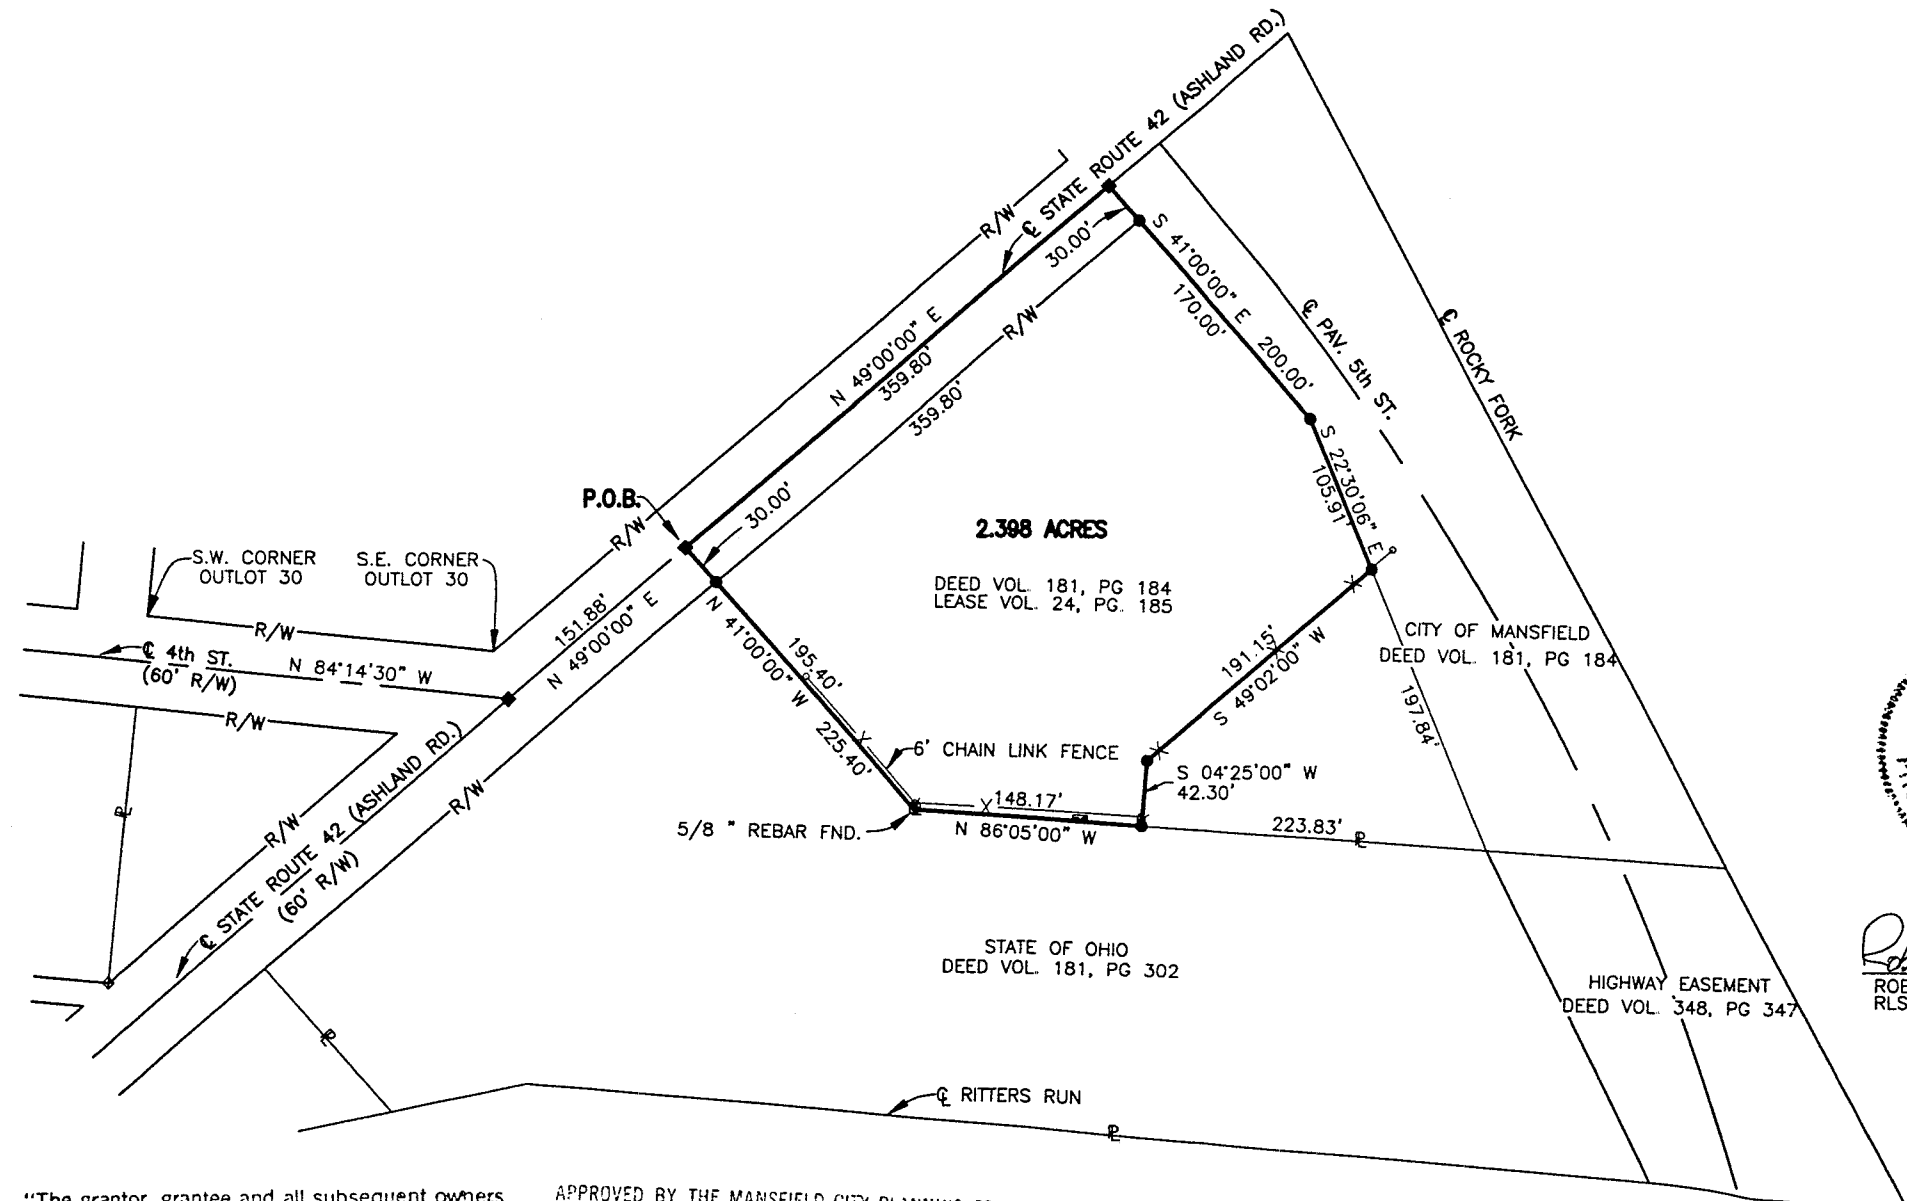 ℄ STATE ROUTE 42 (ASHLAND RD.)
R/W
30.00'
S 41°00'00" E
170.00'
200.00'
R/W
N 49°00'00" E
359.80'
359.80'
℄ PAV. 5th ST.
℄ ROCKY FORK
S 22°30'06" E
105.91'
P.O.B.
30.00'
R/W
2.398 ACRES
DEED VOL. 181, PG 184
LEASE VOL. 24, PG. 185
S.W. CORNER
OUTLOT 30
S.E. CORNER
OUTLOT 30
R/W
151.88'
N 49°00'00" E
℄ 4th ST.
(60' R/W)
N 84°14'30" W
R/W
N 41°00'00" W
195.40'
225.40'
191.15'
S 49°02'00" W
CITY OF MANSFIELD
DEED VOL. 181, PG 184
197.84'
6' CHAIN LINK FENCE
S 04°25'00" W
42.30'
148.17'
N 86°05'00" W
223.83'
5/8 " REBAR FND.
R/W
R/W
℄ STATE ROUTE 42 (ASHLAND RD.)
(60' R/W)
STATE OF OHIO
DEED VOL. 181, PG 302
HIGHWAY EASEMENT
DEED VOL. 348, PG 347
RLS
℄ RITTERS RUN
"The grantor, grantee and all subsequent owners
APPROVED BY THE MANSFIELD CITY PLANNING